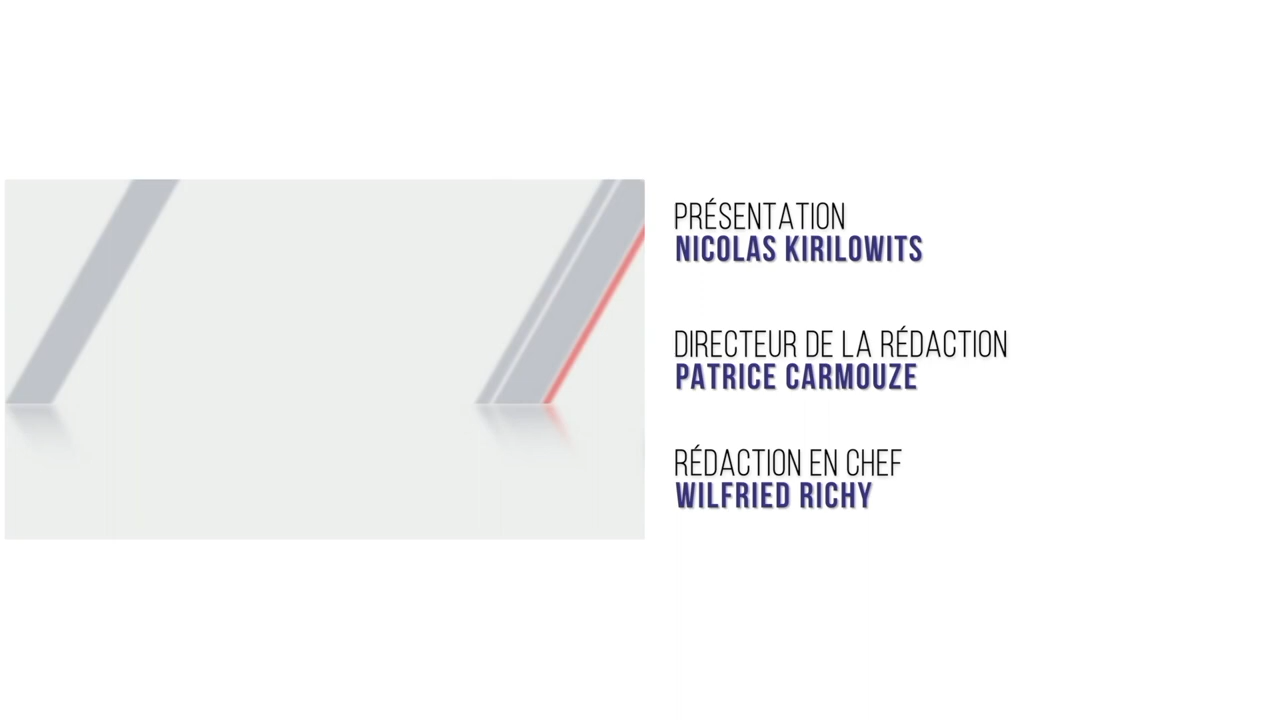 PRÉSENTATION
NICOLAS KIRILOWITS
DIRECTEUR DE LA RÉDACTION
PATRICE CARMOUZE
RÉDACTION EN CHEF
WILFRIED RICHY